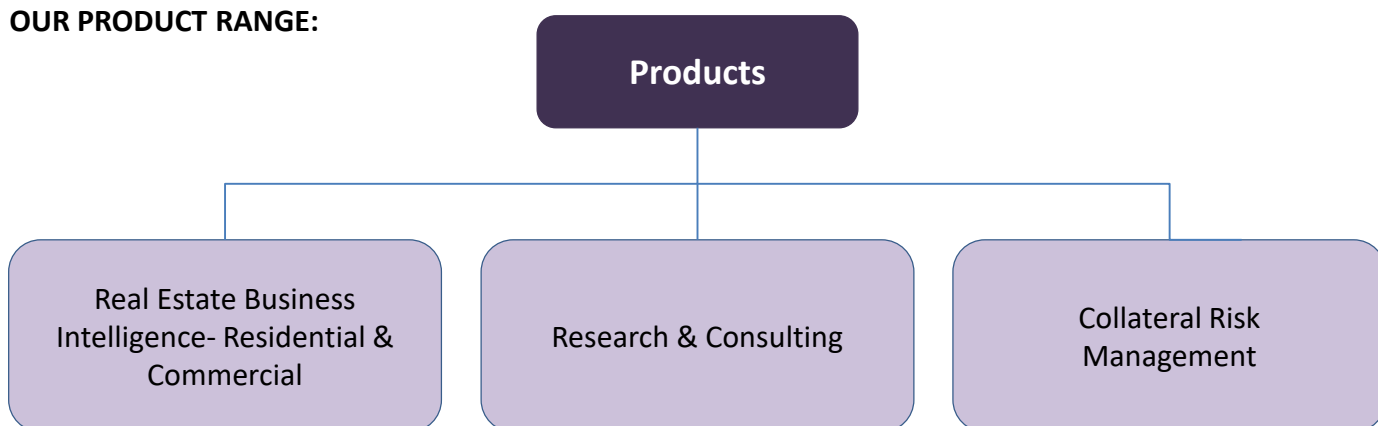 OUR PRODUCT RANGE:
Products
Real Estate Business
Intelligence- Residential &
Commercial
Research & Consulting
Collateral Risk
Management